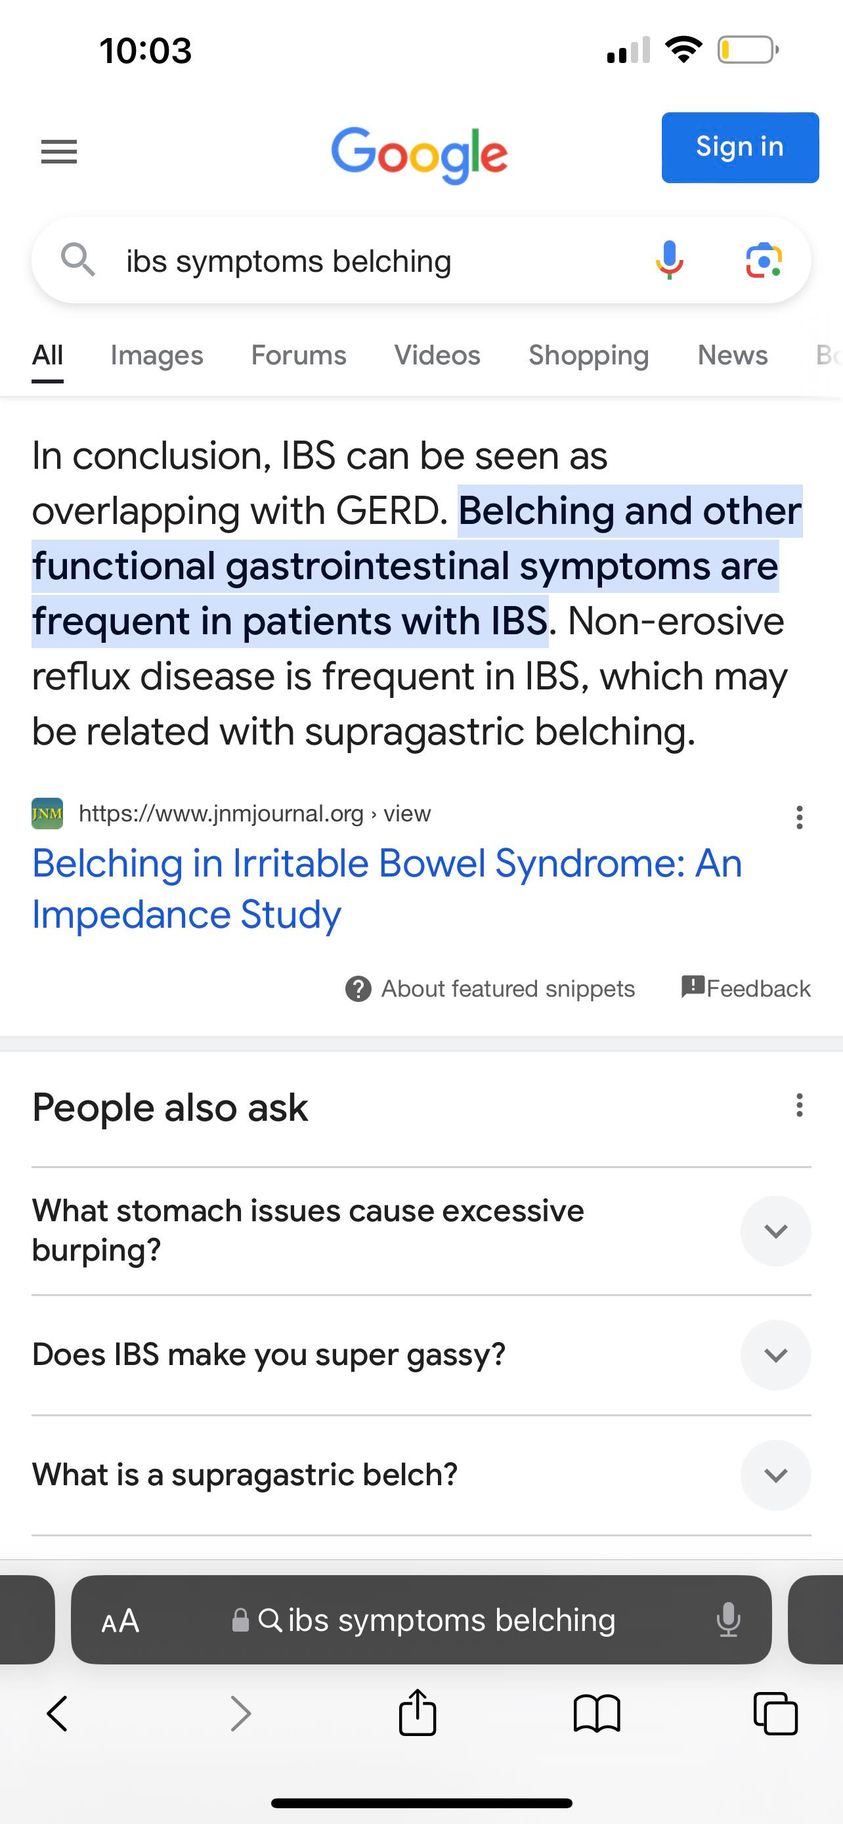 10:03
Google
Sign in
ibs symptoms belching
All Images Forums Videos Shopping News Bo
In conclusion, IBS can be seen as
overlapping with GERD. Belching and other
functional gastrointestinal symptoms are
frequent in patients with IBS. Non-erosive
reflux disease is frequent in IBS, which may
be related with supragastric belching.
JNM https://www.jnmjournal.org › view
Belching in Irritable Bowel Syndrome: An
Impedance Study
About featured snippets Feedback
People also ask
What stomach issues cause excessive
burping?
Does IBS make you super gassy?
What is a supragastric belch?
AA ibs symptoms belching